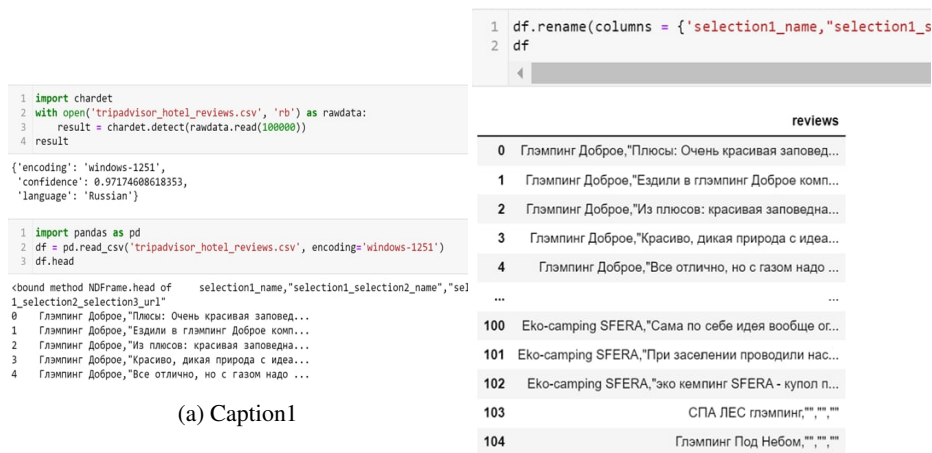 1 import chardet
2 with open('tripadvisor_hotel_reviews.csv', 'rb') as rawdata:
3 result = chardet.detect(rawdata.read(100000))
4 result
{'encoding': 'windows-1251',
'confidence': 0.97174608618353,
'language': 'Russian'}
1 import pandas as pd
2 df = pd.read_csv('tripadvisor_hotel_reviews.csv', encoding='windows-1251')
3 df.head
<bound method NDFrame.head of selection1_name,"selection1_selection2_name","sel
1_selection2_selection3_url"
0 Глэмпинг Доброе,"Плюсы: Очень красивая заповед...
1 Глэмпинг Доброе,"Ездили в глэмпинг Доброе комп...
2 Глэмпинг Доброе,"Из плюсов: красивая заповедна...
3 Глэмпинг Доброе,"Красиво, дикая природа с идеа...
4 Глэмпинг Доброе,"Все отлично, но с газом надо ...
(a) Caption1
1 df.rename(columns = {'selection1_name,"selection1_s
2 df
reviews
0 Глэмпинг Доброе,"Плюсы: Очень красивая заповед...
1 Глэмпинг Доброе,"Ездили в глэмпинг Доброе комп...
2 Глэмпинг Доброе,"Из плюсов: красивая заповедна...
3 Глэмпинг Доброе,"Красиво, дикая природа с идеа...
4 Глэмпинг Доброе,"Все отлично, но с газом надо ...
... ...
100 Eko-camping SFERA,"Сама по себе идея вообще ог...
101 Eko-camping SFERA,"При заселении проводили нас...
102 Eko-camping SFERA,"эко кемпинг SFERA - купол п...
103 СПА ЛЕС глэмпинг,"","",""
104 Глэмпинг Под Небом,"","",""